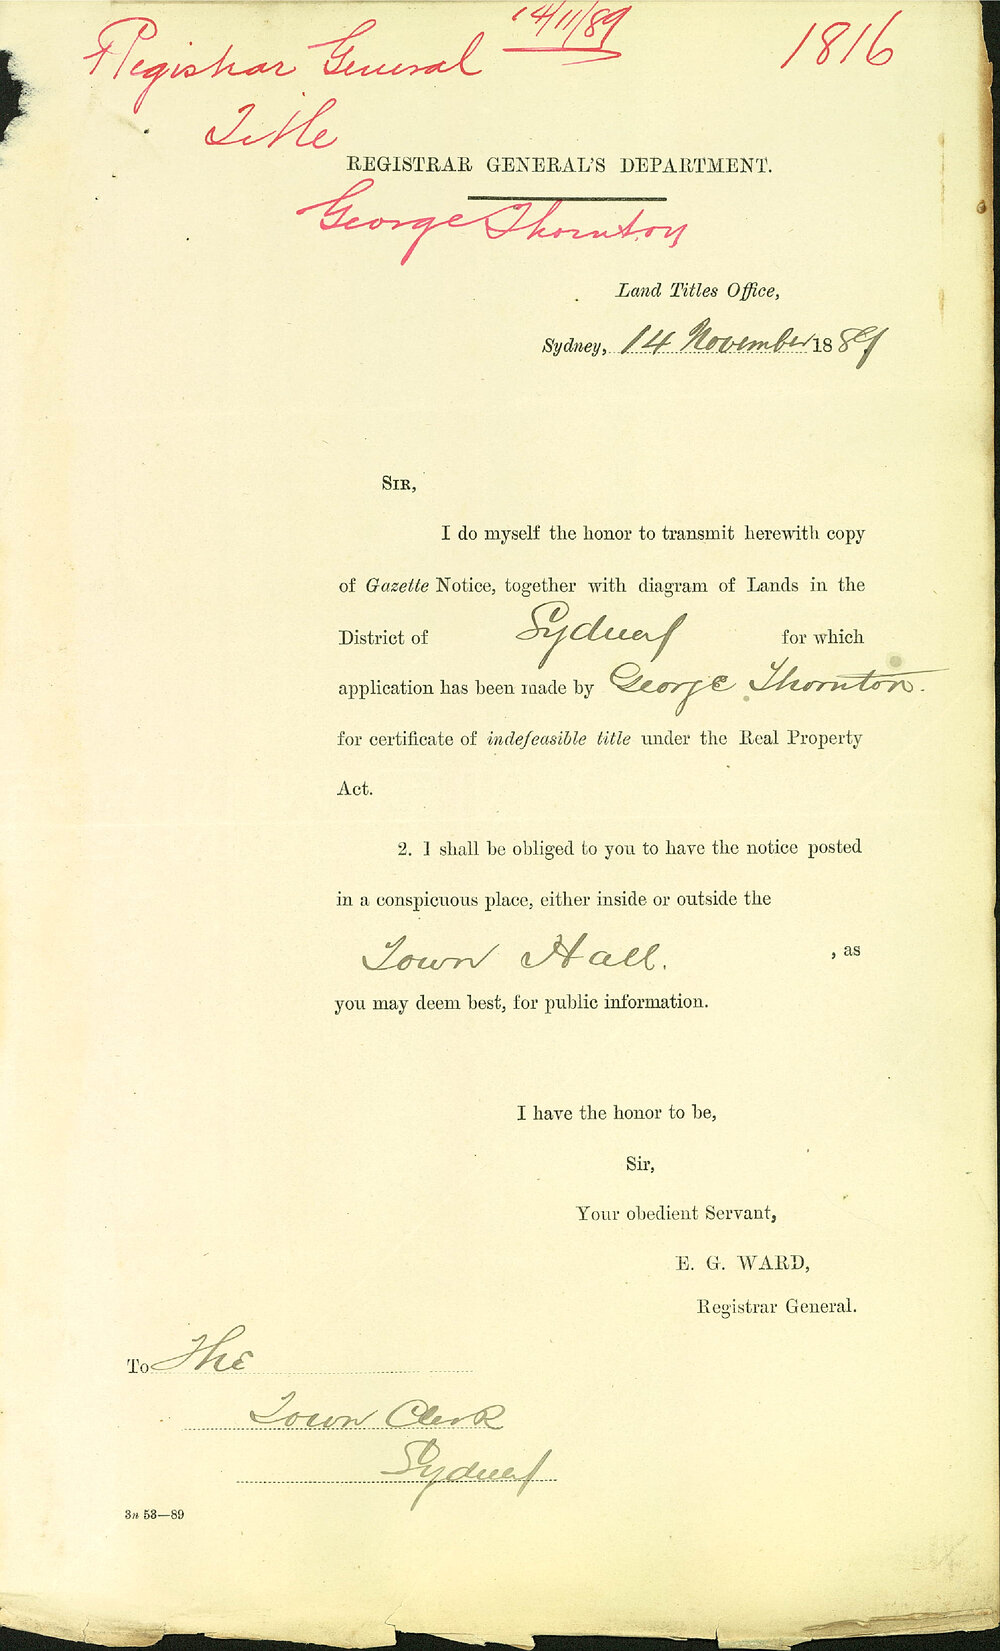 14/11/89
1816
Registrar General
Title
REGISTRAR GENERAL'S DEPARTMENT.
George Thornton
Land Titles Office,
Sydney, 14 November 1889
SIR,
I do myself the honor to transmit herewith copy
of Gazette Notice, together with diagram of Lands in the
District of Sydney for which
application has been made by George Thornton.
for certificate of indefeasible title under the Real Property
Act.
2. I shall be obliged to you to have the notice posted
in a conspicuous place, either inside or outside the
Town Hall. , as
you may deem best, for public information.
I have the honor to be,
Sir,
Your obedient Servant,
E. G. WARD,
Registrar General.
To The
Town Clerk
Sydney
3n 53—89